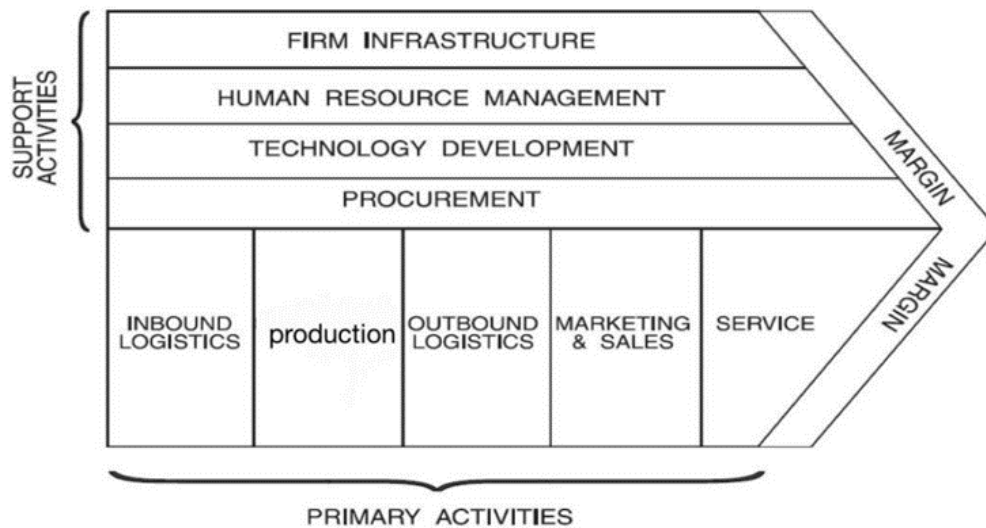 SUPPORT
ACTIVITIES
FIRM INFRASTRUCTURE
HUMAN RESOURCE MANAGEMENT
TECHNOLOGY DEVELOPMENT
PROCUREMENT
MARGIN
MARGIN
INBOUND
LOGISTICS
production
OUTBOUND
LOGISTICS
MARKETING
& SALES
SERVICE
PRIMARY ACTIVITIES